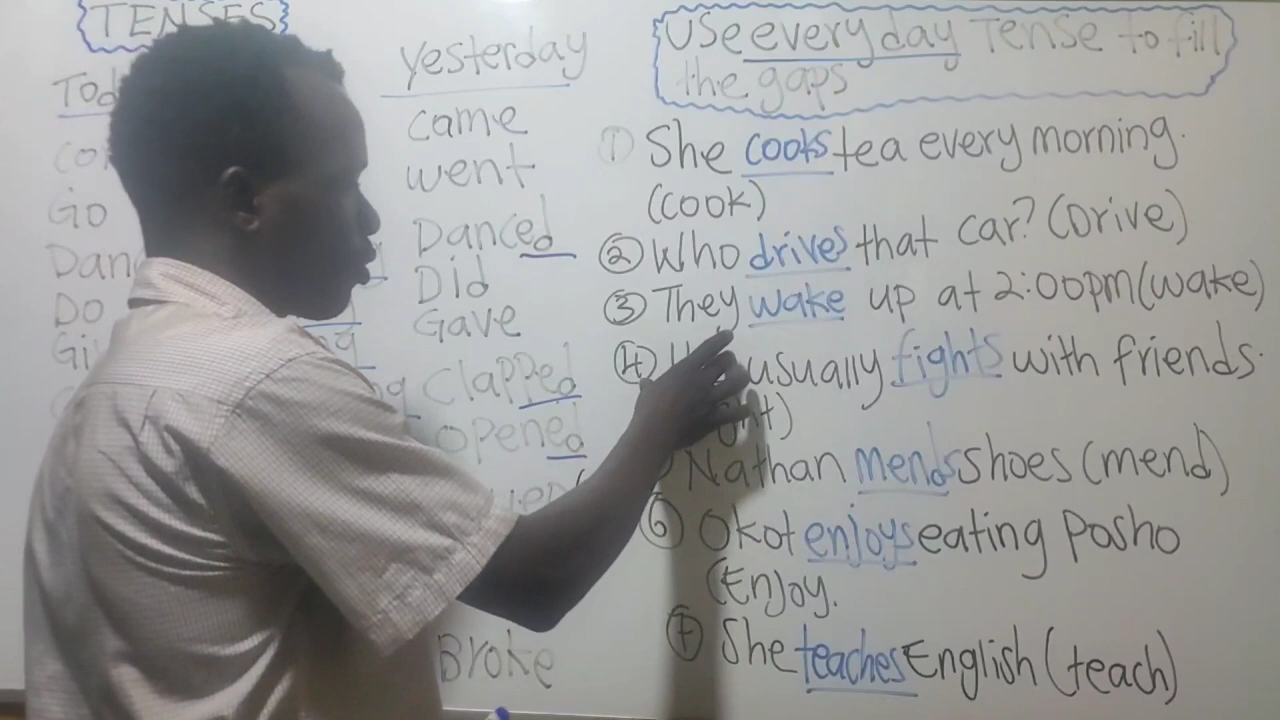 TENSES
yesterday
came
Go went
Danced
Do Did
Gave
Clapped
opened
Broke
Use everyday Tense to fill
the gaps
① She cooks tea every morning.
(cook)
② Who drives that car? (Drive)
③ They wake up at 2:00pm (wake)
④ usually fights with friends.
Nathan mends shoes (mend)
⑥ Okot enjoys eating Posho
(Enjoy.
⑦ She teaches English (teach)